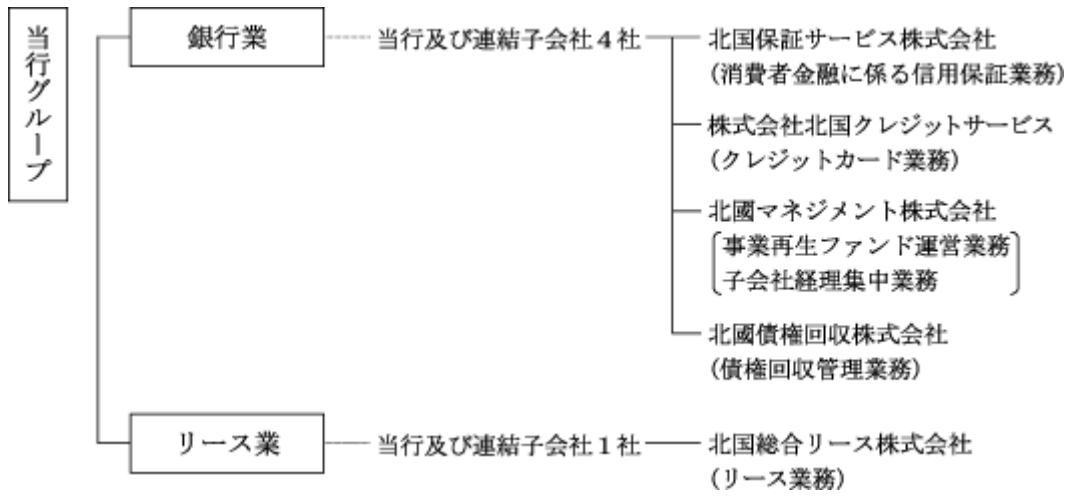 当行グループ
銀行業
当行及び連結子会社４社
北国保証サービス株式会社
(消費者金融に係る信用保証業務)
株式会社北国クレジットサービス
(クレジットカード業務)
北國マネジメント株式会社
事業再生ファンド運営業務
子会社経理集中業務
北國債権回収株式会社
(債権回収管理業務)
リース業
当行及び連結子会社１社
北国総合リース株式会社
(リース業務)